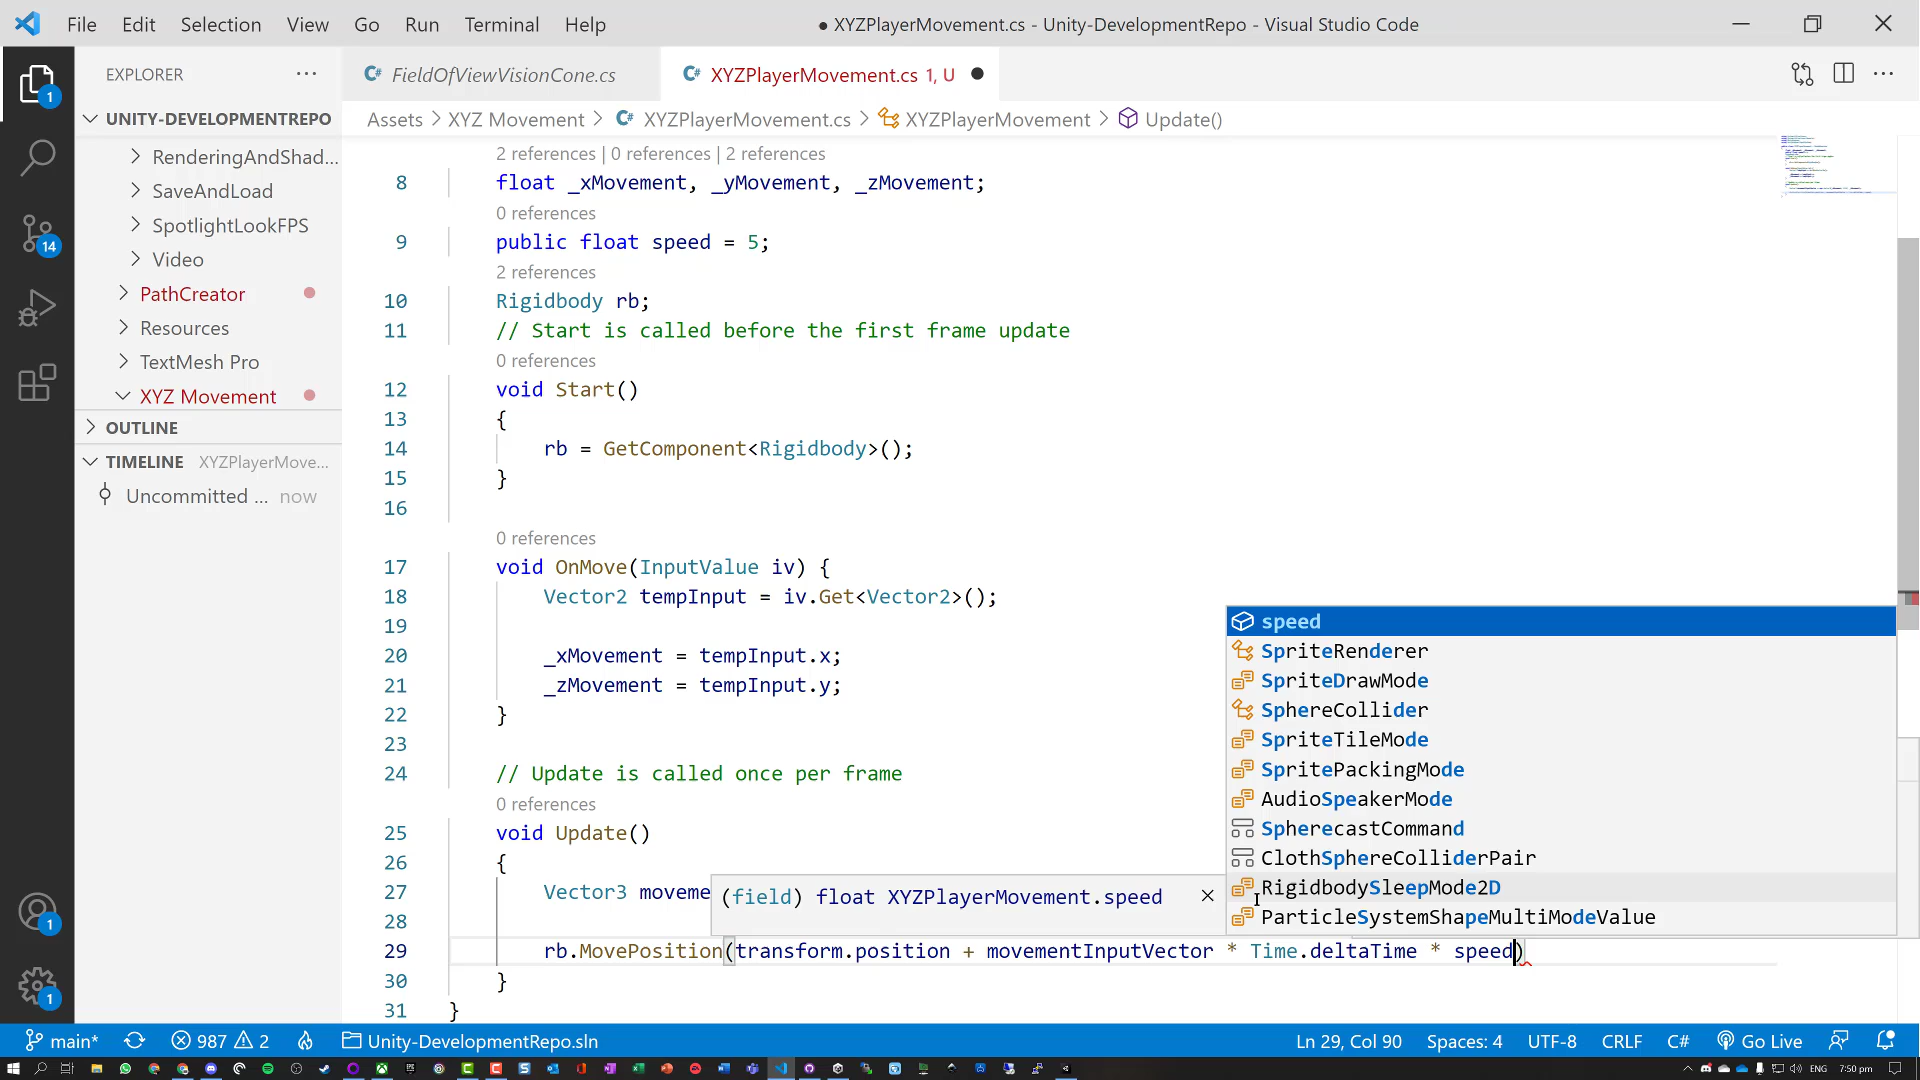 File Edit Selection View Go Run Terminal Help
● XYZPlayerMovement.cs - Unity-DevelopmentRepo - Visual Studio Code
EXPLORER
FieldOfViewVisionCone.cs
XYZPlayerMovement.cs 1, U
UNITY-DEVELOPMENTREPO
Assets > XYZ Movement > XYZPlayerMovement.cs > XYZPlayerMovement > Update()
RenderingAndShad...
SaveAndLoad
SpotlightLookFPS
Video
PathCreator
Resources
TextMesh Pro
XYZ Movement
OUTLINE
TIMELINE XYZPlayerMove...
Uncommitted ... now
1
14
1
1
2 references | 0 references | 2 references
8 float _xMovement, _yMovement, _zMovement;
0 references
9 public float speed = 5;
2 references
10 Rigidbody rb;
11 // Start is called before the first frame update
0 references
12 void Start()
13 {
14 rb = GetComponent<Rigidbody>();
15 }
16
0 references
17 void OnMove(InputValue iv) {
18 Vector2 tempInput = iv.Get<Vector2>();
19
20 _xMovement = tempInput.x;
21 _zMovement = tempInput.y;
22 }
23
24 // Update is called once per frame
0 references
25 void Update()
26 {
27 Vector3 moveme
28
29 rb.MovePosition(transform.position + movementInputVector * Time.deltaTime * speed)
30 }
31 }
(field) float XYZPlayerMovement.speed
speed
SpriteRenderer
SpriteDrawMode
SphereCollider
SpriteTileMode
SpritePackingMode
AudioSpeakerMode
SpherecastCommand
ClothSphereColliderPair
RigidbodySleepMode2D
ParticleSystemShapeMultiModeValue
main* 987 2 Unity-DevelopmentRepo.sln Ln 29, Col 90 Spaces: 4 UTF-8 CRLF C# Go Live
ENG 7:50 pm